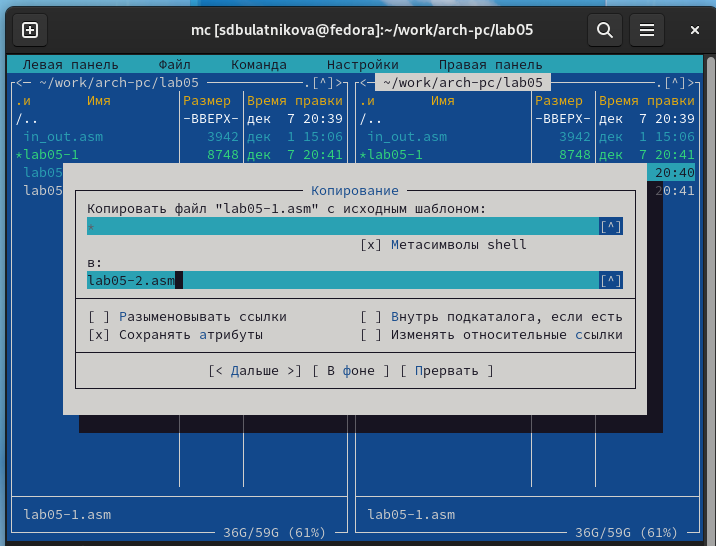 mc [sdbulatnikova@fedora]:~/work/arch-pc/lab05
Левая панель Файл Команда Настройки Правая панель
<─ ~/work/arch-pc/lab05 .[^]> <─ ~/work/arch-pc/lab05 .[^]>
.и Имя Размер Время правки .и Имя Размер Время правки
/.. -ВВЕРХ- дек 7 20:39 /.. -ВВЕРХ- дек 7 20:39
in_out.asm 3942 дек 1 15:06 in_out.asm 3942 дек 1 15:06
*lab05-1 8748 дек 7 20:41 *lab05-1 8748 дек 7 20:41
lab05 20:40
lab05 20:41
Копирование
Копировать файл "lab05-1.asm" с исходным шаблоном:
* [^]
[x] Метасимволы shell
в:
lab05-2.asm [^]
[ ] Разыменовывать ссылки [ ] Внутрь подкаталога, если есть
[x] Сохранять атрибуты [ ] Изменять относительные ссылки
[< Дальше >] [ В фоне ] [ Прервать ]
lab05-1.asm lab05-1.asm
36G/59G (61%) 36G/59G (61%)